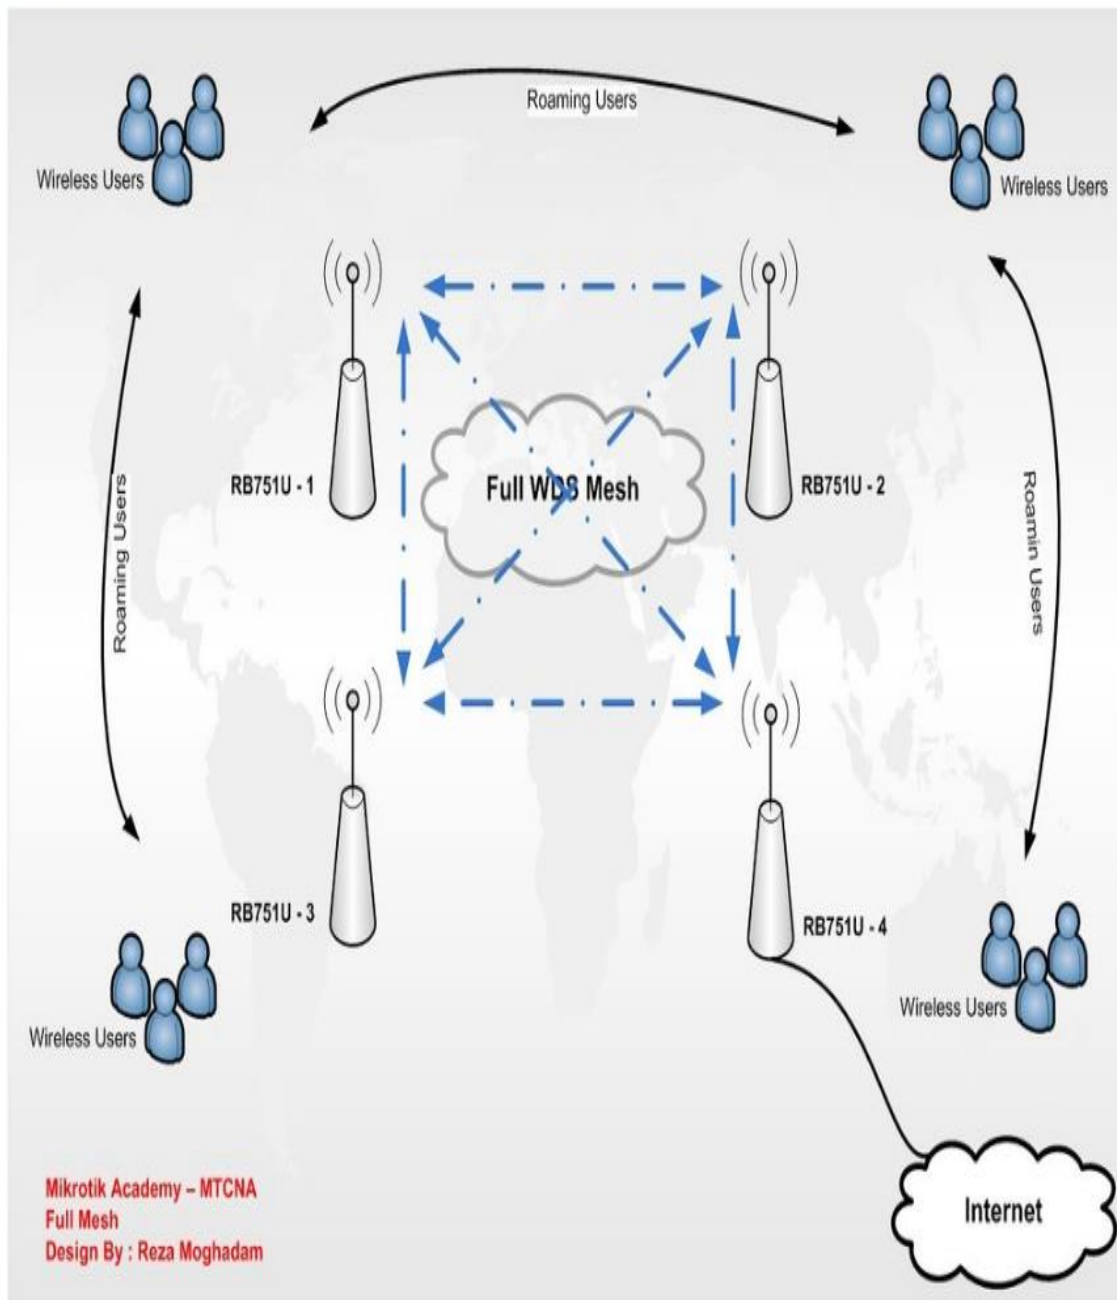 Roaming Users
Wireless Users
Wireless Users
RB751U - 1
Full WDS Mesh
RB751U - 2
Roaming Users
Roamin Users
RB751U - 3
RB751U - 4
Wireless Users
Wireless Users
Mikrotik Academy – MTCNA
Full Mesh
Design By : Reza Moghadam
Internet